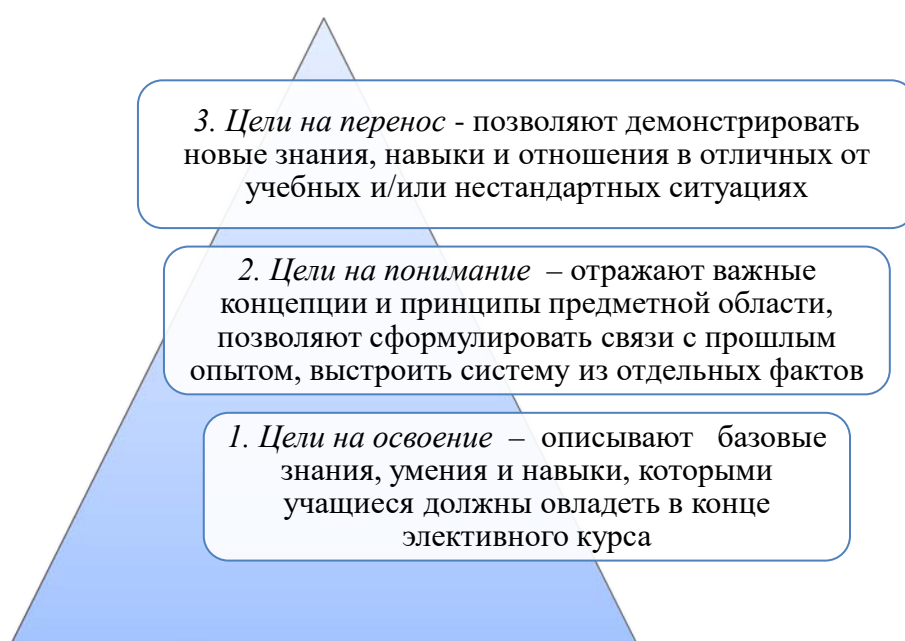 3. Цели на перенос - позволяют демонстрировать
новые знания, навыки и отношения в отличных от
учебных и/или нестандартных ситуациях
2. Цели на понимание – отражают важные
концепции и принципы предметной области,
позволяют сформулировать связи с прошлым
опытом, выстроить систему из отдельных фактов
1. Цели на освоение – описывают базовые
знания, умения и навыки, которыми
учащиеся должны овладеть в конце
элективного курса